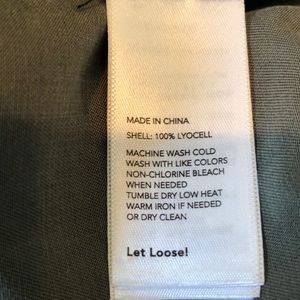 MADE IN CHINA
SHELL: 100% LYOCELL
MACHINE WASH COLD
WASH WITH LIKE COLORS
NON-CHLORINE BLEACH
WHEN NEEDED
TUMBLE DRY LOW HEAT
WARM IRON IF NEEDED
OR DRY CLEAN
Let Loose!